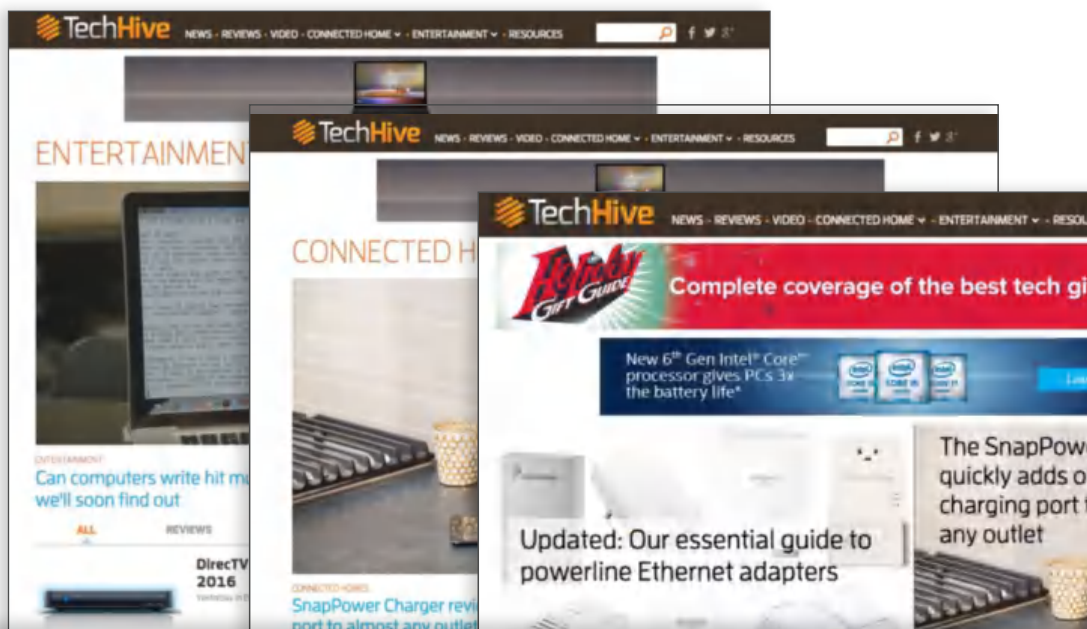 TechHive
NEWS - REVIEWS - VIDEO - CONNECTED HOME - ENTERTAINMENT - RESOURCES
ENTERTAINMEN
ENTERTAINMENT
Can computers write hit mu
we'll soon find out
ALL REVIEWS
DirecTV
2016
TechHive
NEWS - REVIEWS - VIDEO - CONNECTED HOME - ENTERTAINMENT - RESOURCES
CONNECTED H
CONNECTED HOMES
SnapPower Charger revi
port to almost any outlet
TechHive
NEWS - REVIEWS - VIDEO - CONNECTED HOME - ENTERTAINMENT - RESOU
Holiday
GIFT GUIDE
Complete coverage of the best tech gi
New 6th Gen Intel® Core™
processor gives PCs 3x
the battery life*
Updated: Our essential guide to
powerline Ethernet adapters
The SnapPowe
quickly adds o
charging port
any outlet